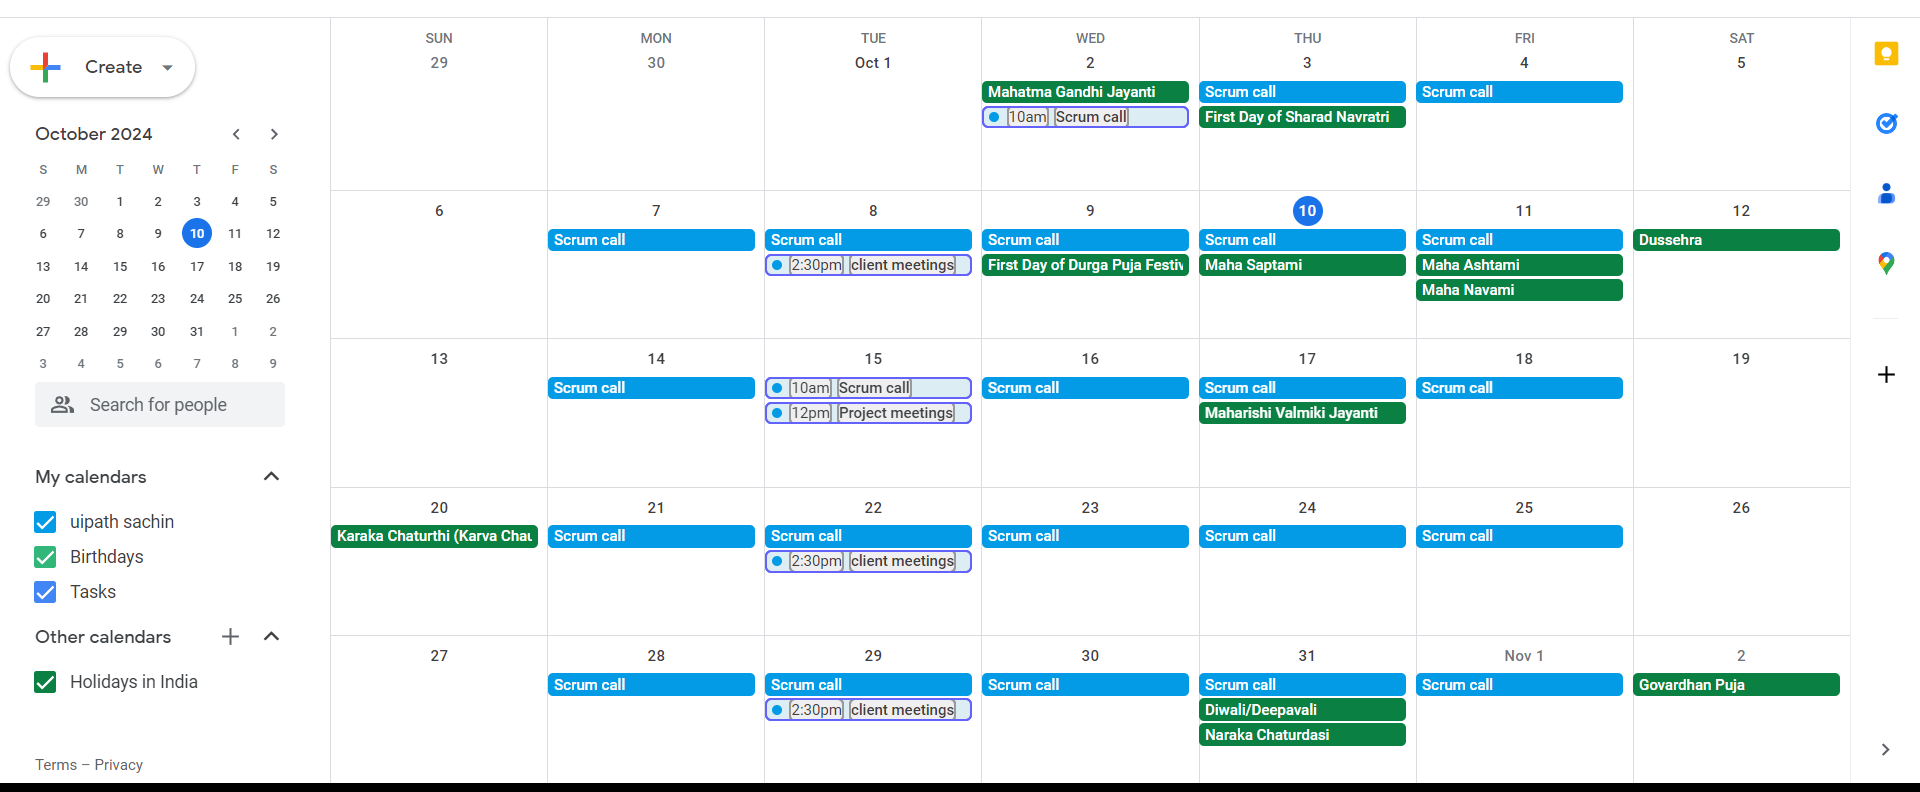 Create
October 2024
S M T W T F S
29 30 1 2 3 4 5
6 7 8 9 10 11 12
13 14 15 16 17 18 19
20 21 22 23 24 25 26
27 28 29 30 31 1 2
3 4 5 6 7 8 9
Search for people
My calendars
uipath sachin
Birthdays
Tasks
Other calendars
Holidays in India
Terms – Privacy
SUN MON TUE WED THU FRI SAT
29 30 Oct 1 2 3 4 5
Mahatma Gandhi Jayanti Scrum call Scrum call
10am Scrum call First Day of Sharad Navratri
6 7 8 9 10 11 12
Scrum call Scrum call Scrum call Scrum call Scrum call Dussehra
2:30pm client meetings First Day of Durga Puja Festiv Maha Saptami Maha Ashtami
Maha Navami
13 14 15 16 17 18 19
Scrum call 10am Scrum call Scrum call Scrum call Scrum call
12pm Project meetings Maharishi Valmiki Jayanti
20 21 22 23 24 25 26
Karaka Chaturthi (Karva Chau Scrum call Scrum call Scrum call Scrum call Scrum call
2:30pm client meetings
27 28 29 30 31 Nov 1 2
Scrum call Scrum call Scrum call Scrum call Scrum call Govardhan Puja
2:30pm client meetings Diwali/Deepavali
Naraka Chaturdasi